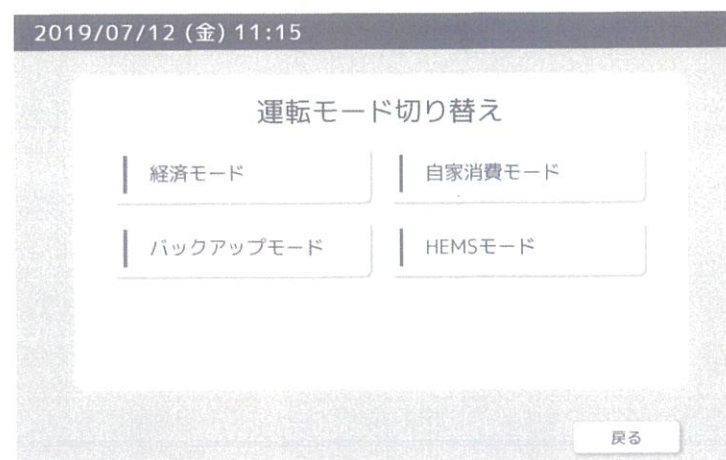 2019/07/12 (金) 11:15
運転モード切り替え
経済モード
自家消費モード
バックアップモード
HEMSモード
戻る